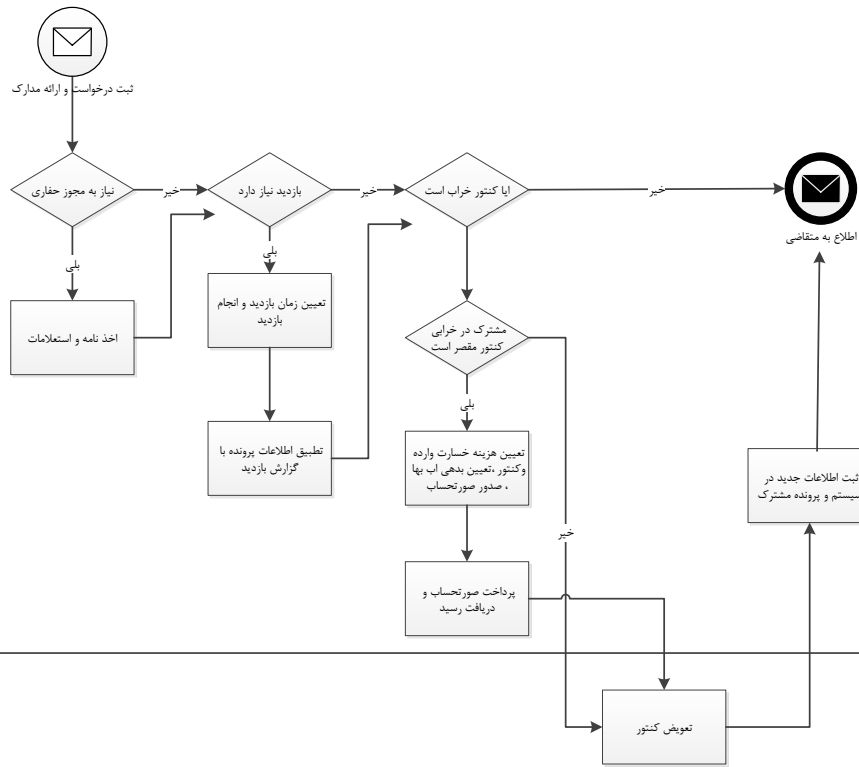 ثبت درخواست و ارائه مدارک
نیاز به مجوز حفاری
خیر
بازدید نیاز دارد
خیر
ایا کنتور خراب است
خیر
اطلاع به متقاضی
بلی
بلی
اخذ نامه و استعلامات
تعیین زمان بازدید و انجام
بازدید
مشترک در خرابی
کنتور مقصر است
بلی
تطبیق اطلاعات پرونده با
گزارش بازدید
تعیین هزینه خسارت وارده
وکنتور ،تعیین بدهی اب بها
، صدور صورتحساب
ثبت اطلاعات جدید در
سیستم و پرونده مشترک
خیر
پرداخت صورتحساب و
دریافت رسید
تعویض کنتور